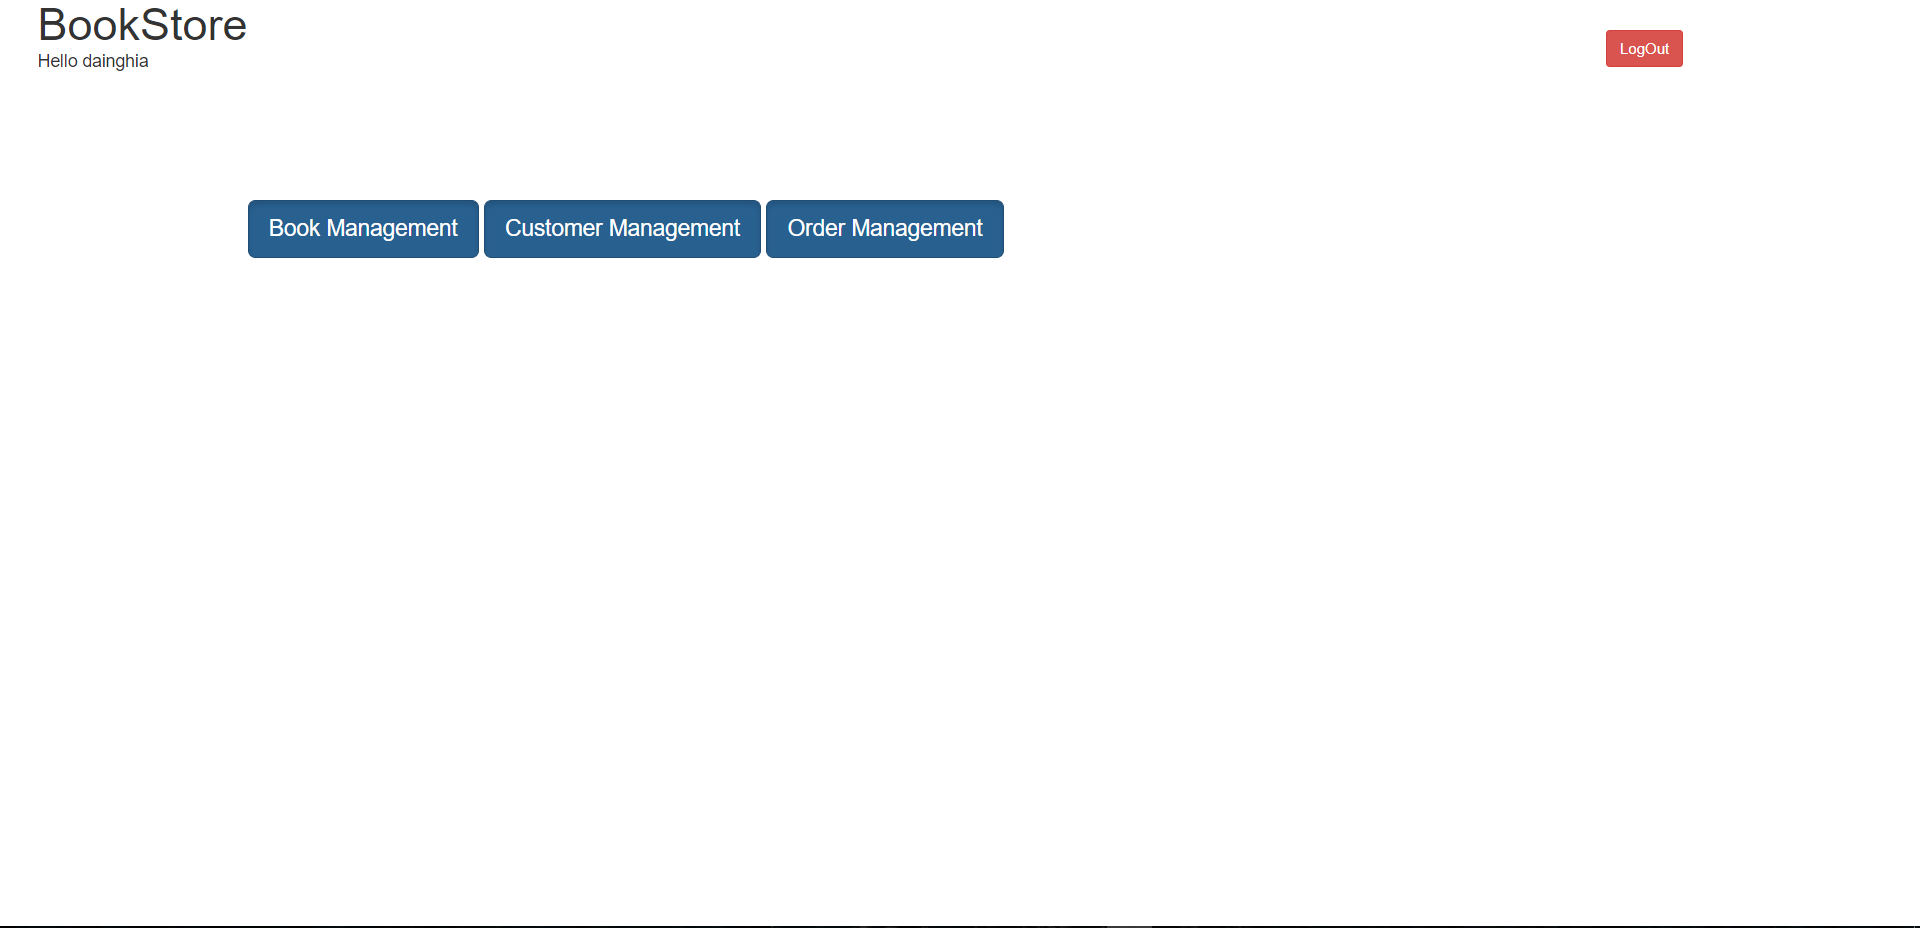 BookStore
Hello dainghia
LogOut
Book Management Customer Management Order Management